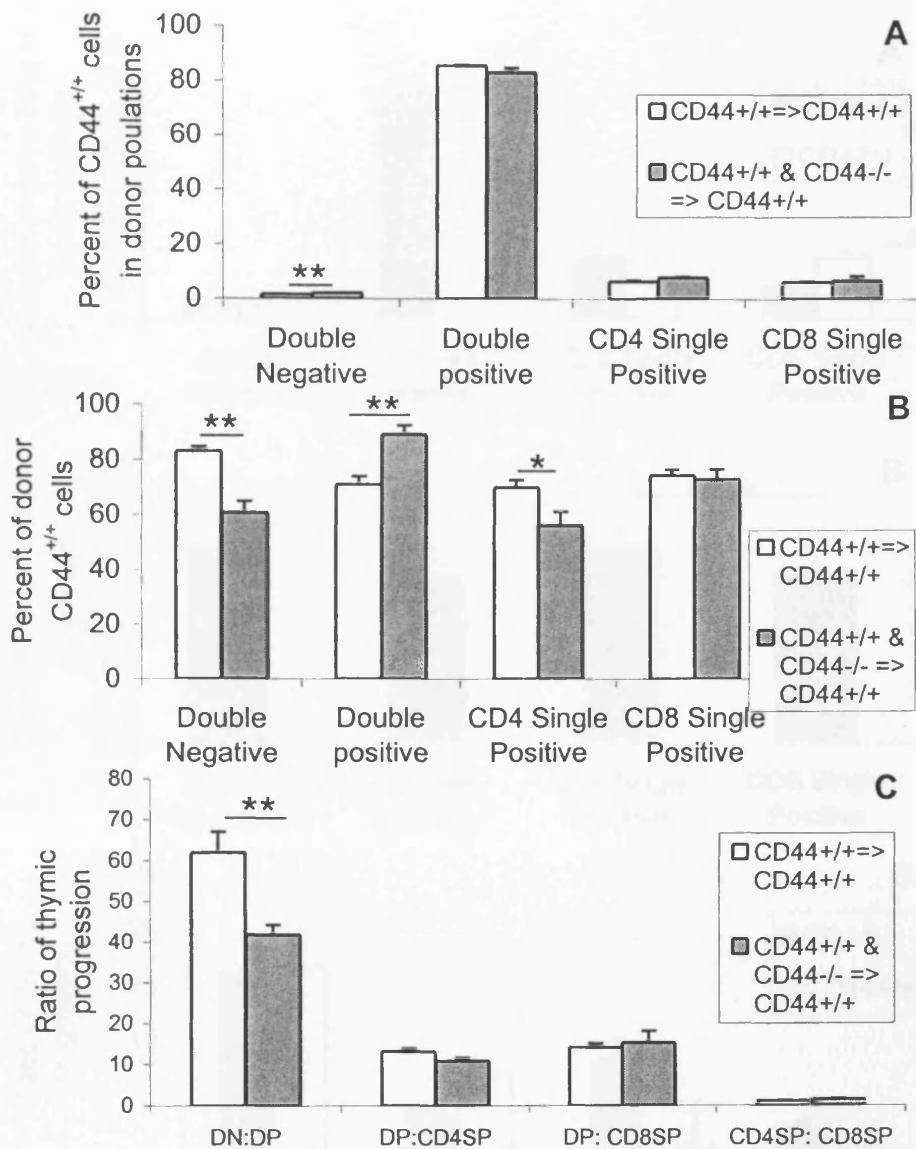 A
Percent of CD44+/+ cells
in donor poulations
100
80
60
40
20
0
**
CD44+/+=>CD44+/+
CD44+/+ & CD44-/-
=> CD44+/+
Double
Negative
Double
positive
CD4 Single
Positive
CD8 Single
Positive
B
Percent of donor
CD44+/+ cells
100
80
60
40
20
0
**
**
*
CD44+/+=>
CD44+/+
CD44+/+ &
CD44-/- =>
CD44+/+
Double
Negative
Double
positive
CD4 Single
Positive
CD8 Single
Positive
C
Ratio of thymic
progression
80
70
60
50
40
30
20
10
0
**
CD44+/+=>
CD44+/+
CD44+/+ &
CD44-/- =>
CD44+/+
DN:DP
DP:CD4SP
DP: CD8SP
CD4SP: CD8SP